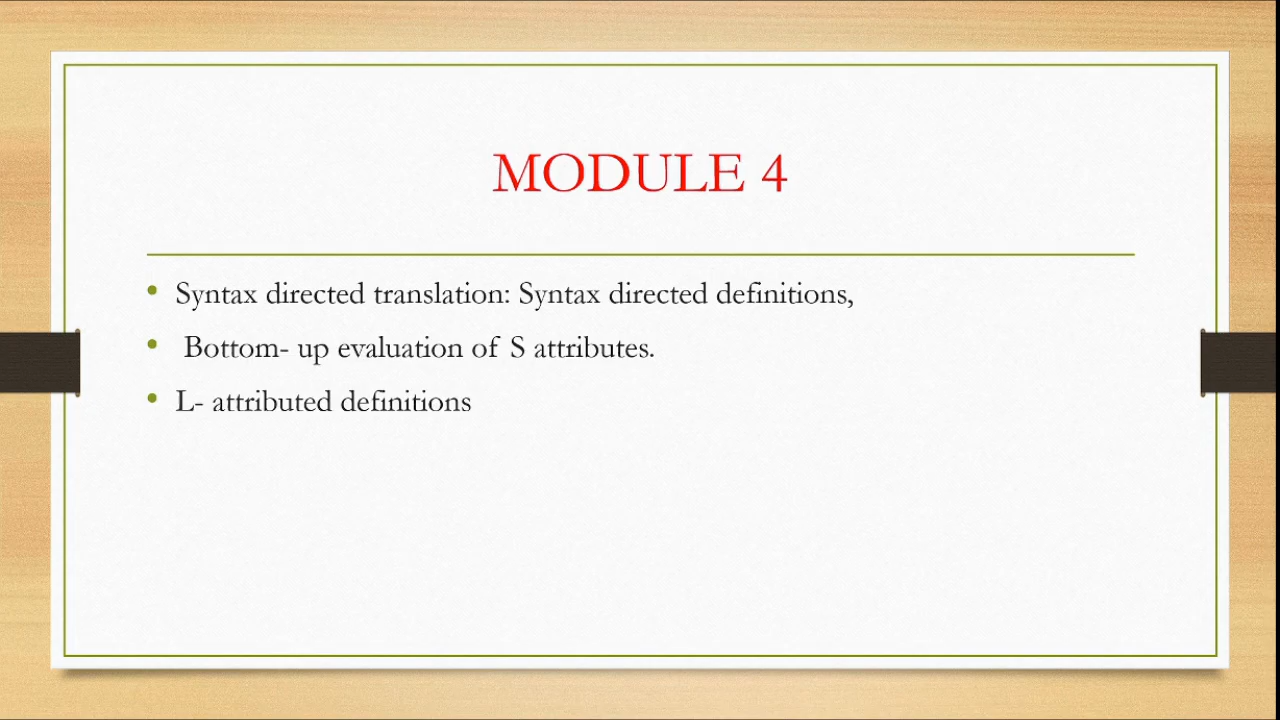 MODULE 4
• Syntax directed translation: Syntax directed definitions,
• Bottom- up evaluation of S attributes.
• L- attributed definitions